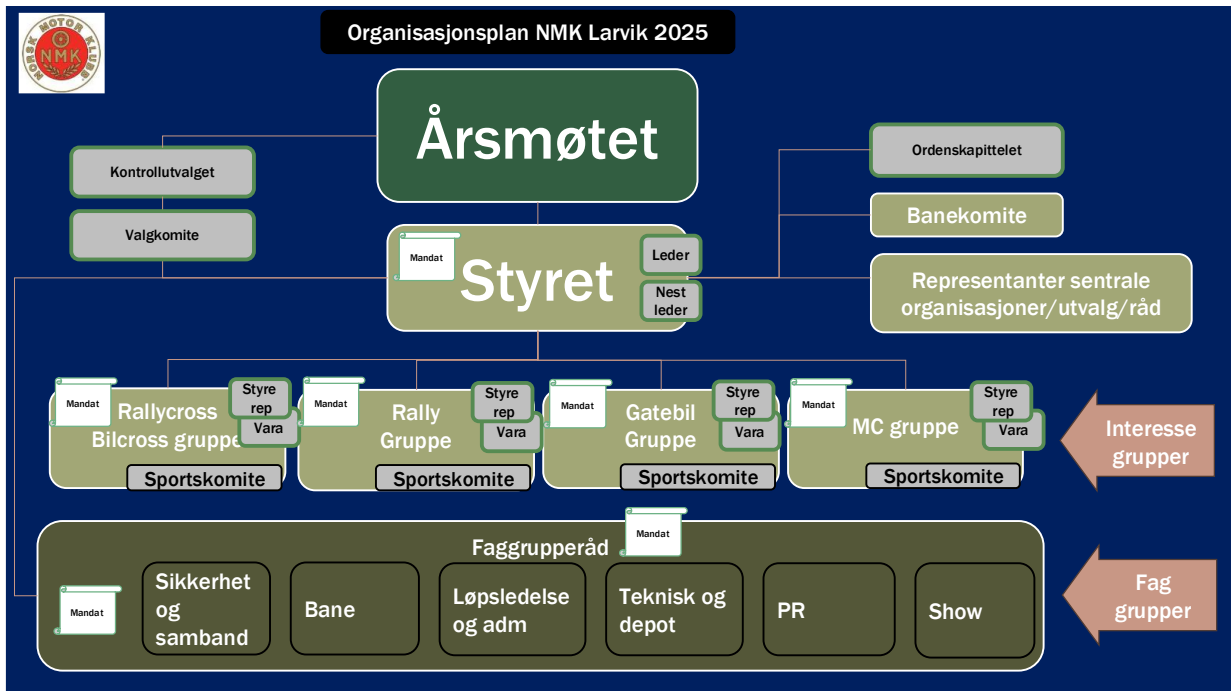 Organisasjonsplan NMK Larvik 2025
NORSK MOTOR KLUBB
NMK
Årsmøtet
Kontrollutvalget
Valgkomite
Ordenskapittelet
Banekomite
Representanter sentrale
organisasjoner/utvalg/råd
Mandat
Styret
Leder
Nest
leder
Mandat
Rallycross
Bilcross gruppe
Styre
rep
Vara
Sportskomite
Mandat
Rally
Gruppe
Styre
rep
Vara
Sportskomite
Mandat
Gatebil
Gruppe
Styre
rep
Vara
Sportskomite
Mandat
MC gruppe
Styre
rep
Vara
Sportskomite
Interesse
grupper
Faggrupperåd
Mandat
Mandat
Sikkerhet
og
samband
Bane
Løpsledelse
og adm
Teknisk og
depot
PR
Show
Fag
grupper